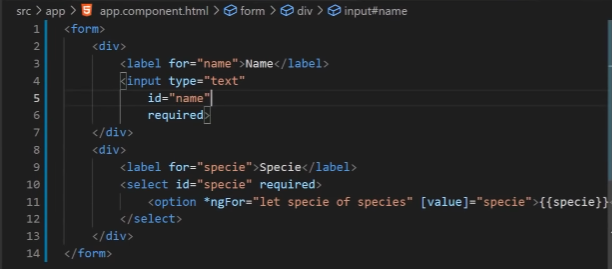 src > app > app.component.html > form > div > input#name
1 <form>
2 <div>
3 <label for="name">Name</label>
4 <input type="text"
5 id="name"
6 required>
7 </div>
8 <div>
9 <label for="specie">Specie</label>
10 <select id="specie" required>
11 <option *ngFor="let specie of species" [value]="specie">{{specie}}<
12 </select>
13 </div>
14 </form>